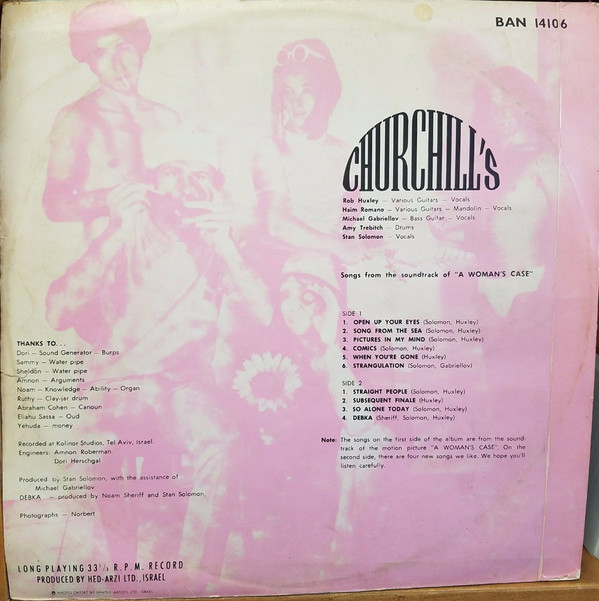 BAN 14106
CHURCHILL'S
Rob Huxley — Various Guitars — Vocals
Haim Romano — Various Guitars — Mandolin — Vocals
Michael Gabriellov — Bass Guitar — Vocals
Amy Trebitch — Drums
Stan Solomon — Vocals
Songs from the soundtrack of "A WOMAN'S CASE"
SIDE 1
1. OPEN UP YOUR EYES (Solomon, Huxley)
2. SONG FROM THE SEA (Solomon, Huxley)
3. PICTURES IN MY MIND (Solomon, Huxley)
4. COMICS (Solomon, Huxley)
5. WHEN YOU'RE GONE (Huxley)
6. STRANGULATION (Solomon, Gabriellov)
SIDE 2
1. STRAIGHT PEOPLE (Solomon, Huxley)
2. SUBSEQUENT FINALE (Huxley)
3. SO ALONE TODAY (Solomon, Huxley)
4. DEBKA (Sheriff, Solomon, Huxley)
Note: The songs on the first side of the album are from the sound-
track of the motion picture "A WOMAN'S CASE". On the
second side, there are four new songs we like. We hope you'll
listen carefully.
THANKS TO...
Dori — Sound Generator — Burps
Sammy — Water pipe
Sheldon — Water pipe
Amnon — Arguments
Noam — Knowledge — Ability — Organ
Ruthy — Clay-jar drum
Abraham Cohen — Canoun
Eliahu Sassa — Oud
Yehuda — money
Recorded at Kolinor Studios, Tel Aviv, Israel.
Engineers: Amnon Roberman
Dori Herschgal
Produced by Stan Solomon, with the assistance of
Michael Gabriellov
DEBKA — produced by Noam Sheriff and Stan Solomon.
Photographs — Norbert
LONG PLAYING 33 1/3 R.P.M. RECORD
PRODUCED BY HED-ARZI LTD., ISRAEL